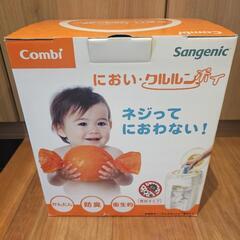 Combi
Sangenic
におい・クルルンポイ
ネジって
におわない！
かんたん
防臭
衛生的